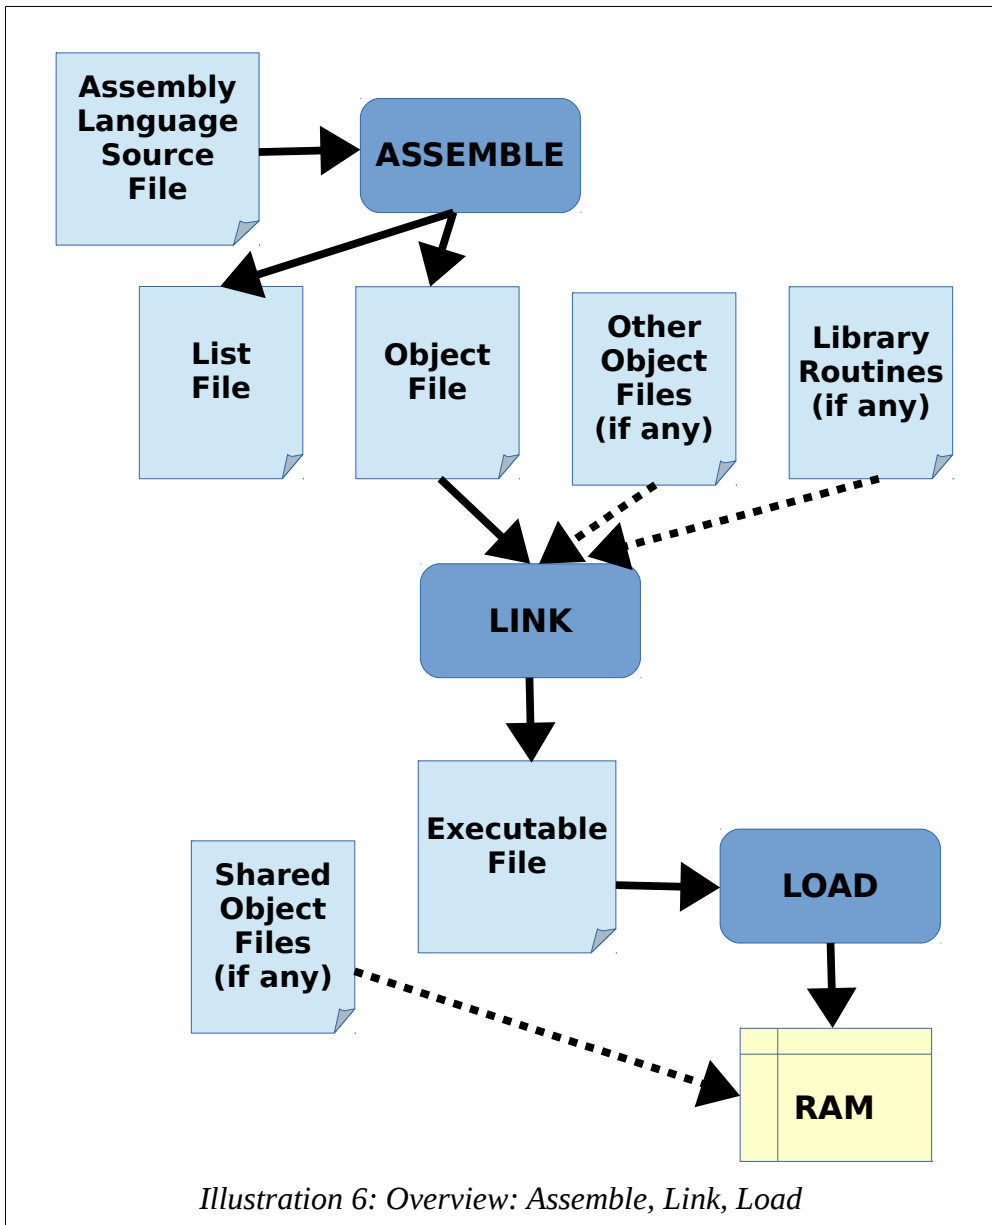 Assembly
Language
Source
File
ASSEMBLE
List
File
Object
File
Other
Object
Files
(if any)
Library
Routines
(if any)
LINK
Executable
File
LOAD
Shared
Object
Files
(if any)
RAM
Illustration 6: Overview: Assemble, Link, Load